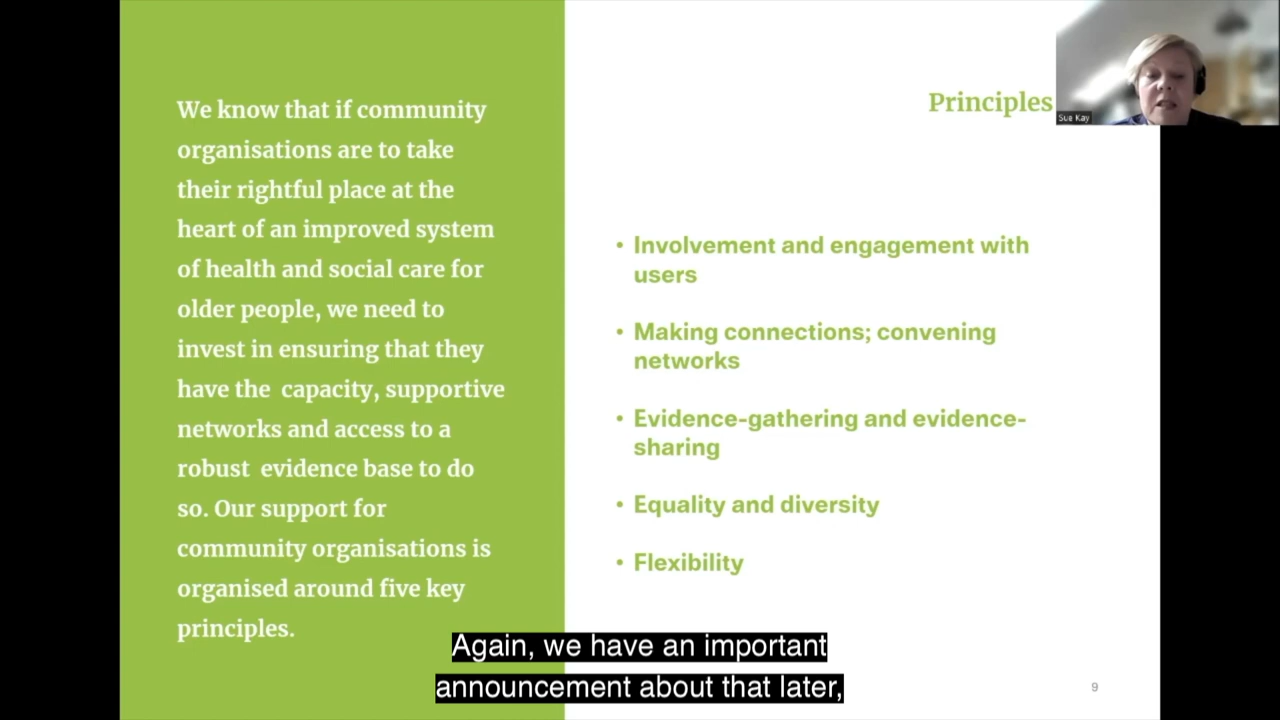 We know that if community
organisations are to take
their rightful place at the
heart of an improved system
of health and social care for
older people, we need to
invest in ensuring that they
have the  capacity, supportive
networks and access to a
robust  evidence base to do
so. Our support for
community organisations is
organised around five key
principles.
Principles
Sue Kay
• Involvement and engagement with
users
• Making connections; convening
networks
• Evidence-gathering and evidence-
sharing
• Equality and diversity
• Flexibility
Again, we have an important
announcement about that later,
9